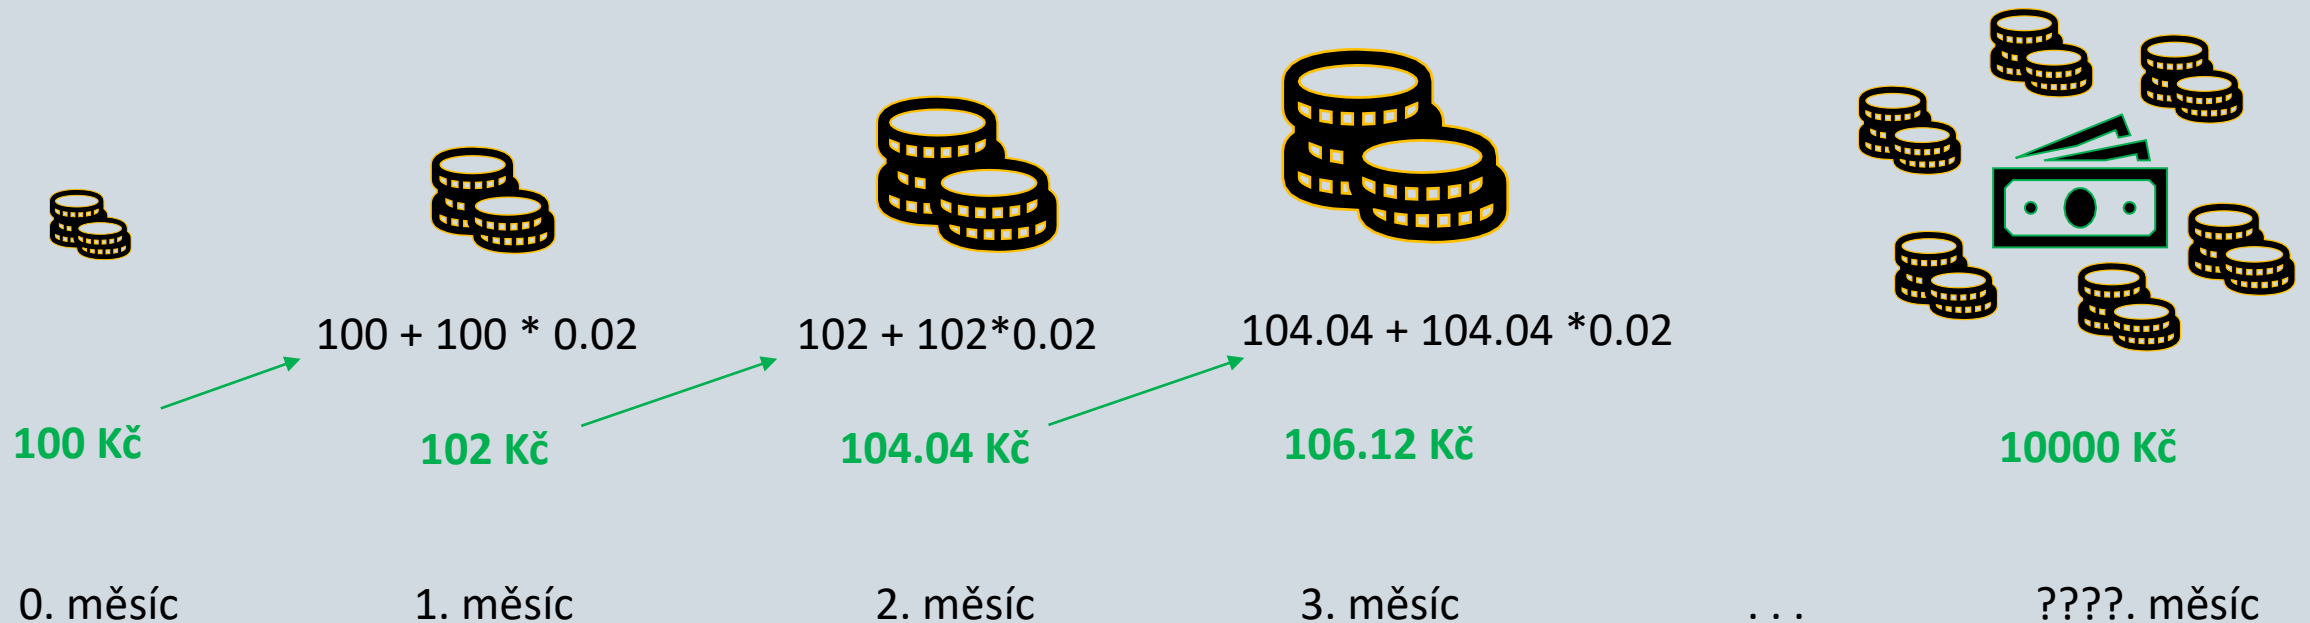 100 + 100 * 0.02
102 + 102*0.02
104.04 + 104.04 *0.02
100 Kč
102 Kč
104.04 Kč
106.12 Kč
10000 Kč
0. měsíc
1. měsíc
2. měsíc
3. měsíc
. . .
????. měsíc